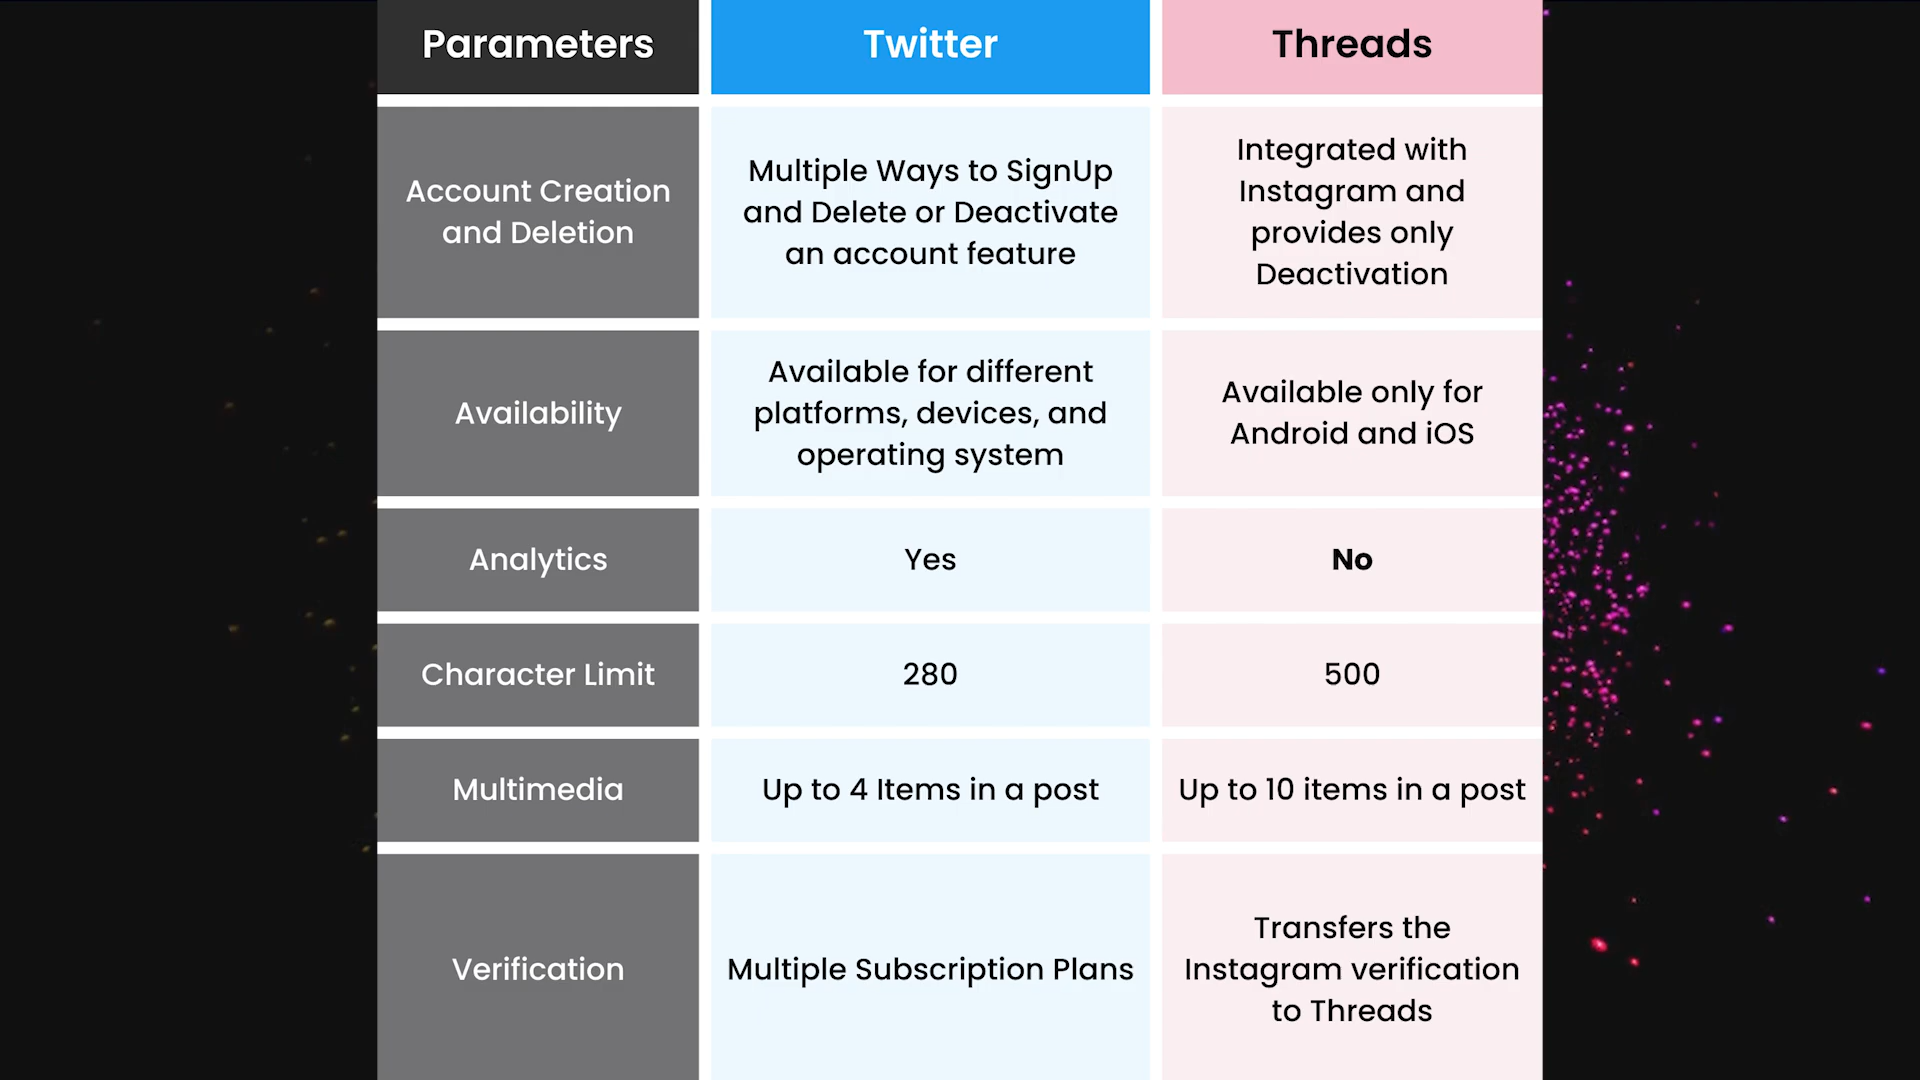 Parameters
Twitter
Threads
Account Creation
and Deletion
Multiple Ways to SignUp
and Delete or Deactivate
an account feature
Integrated with
Instagram and
provides only
Deactivation
Availability
Available for different
platforms, devices, and
operating system
Available only for
Android and iOS
Analytics
Yes
No
Character Limit
280
500
Multimedia
Up to 4 Items in a post
Up to 10 items in a post
Verification
Multiple Subscription Plans
Transfers the
Instagram verification
to Threads